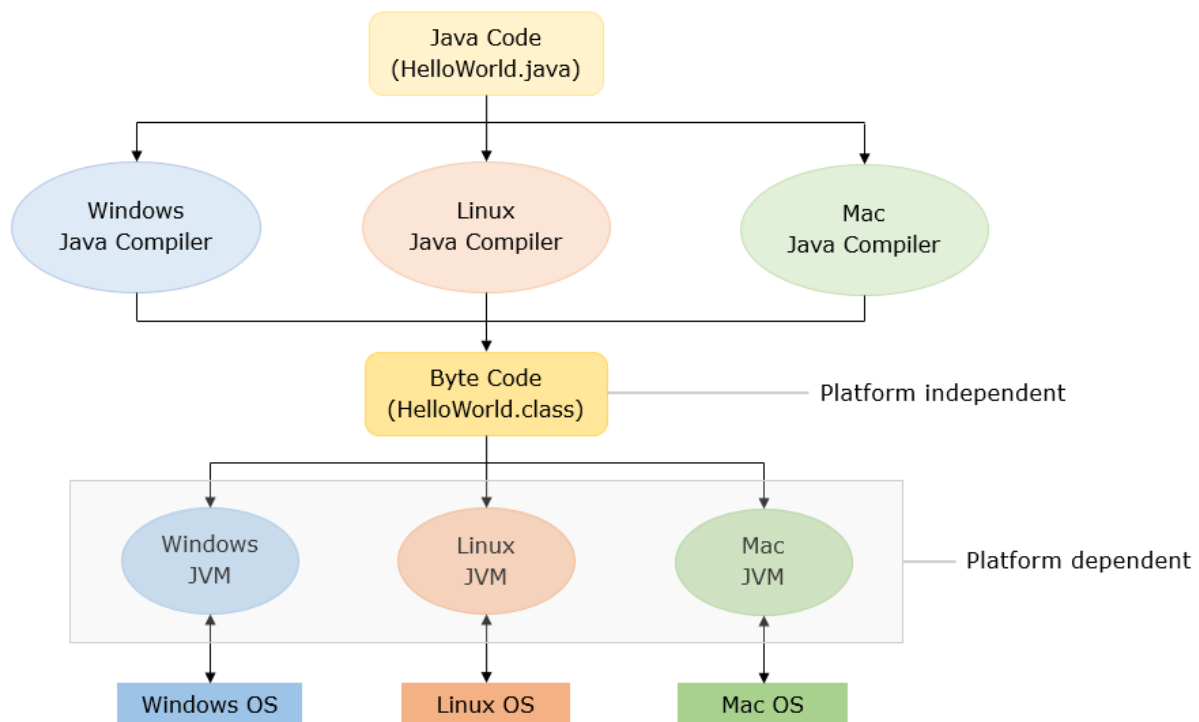 Java Code
(HelloWorld.java)
Windows
Java Compiler
Linux
Java Compiler
Mac
Java Compiler
Byte Code
(HelloWorld.class)
Platform independent
Windows
JVM
Linux
JVM
Mac
JVM
Platform dependent
Windows OS
Linux OS
Mac OS